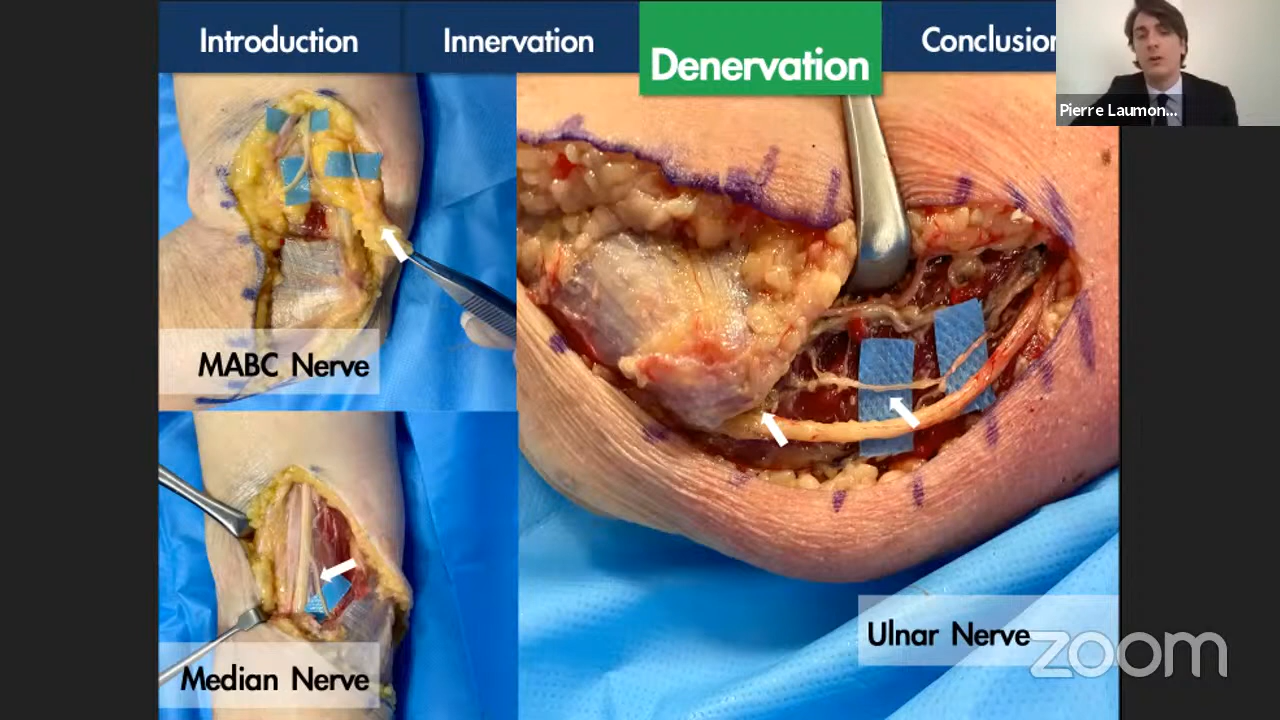 Introduction
Innervation
Denervation
Conclusion
Pierre Laumon...
MABC Nerve
Median Nerve
Ulnar Nerve
zoom